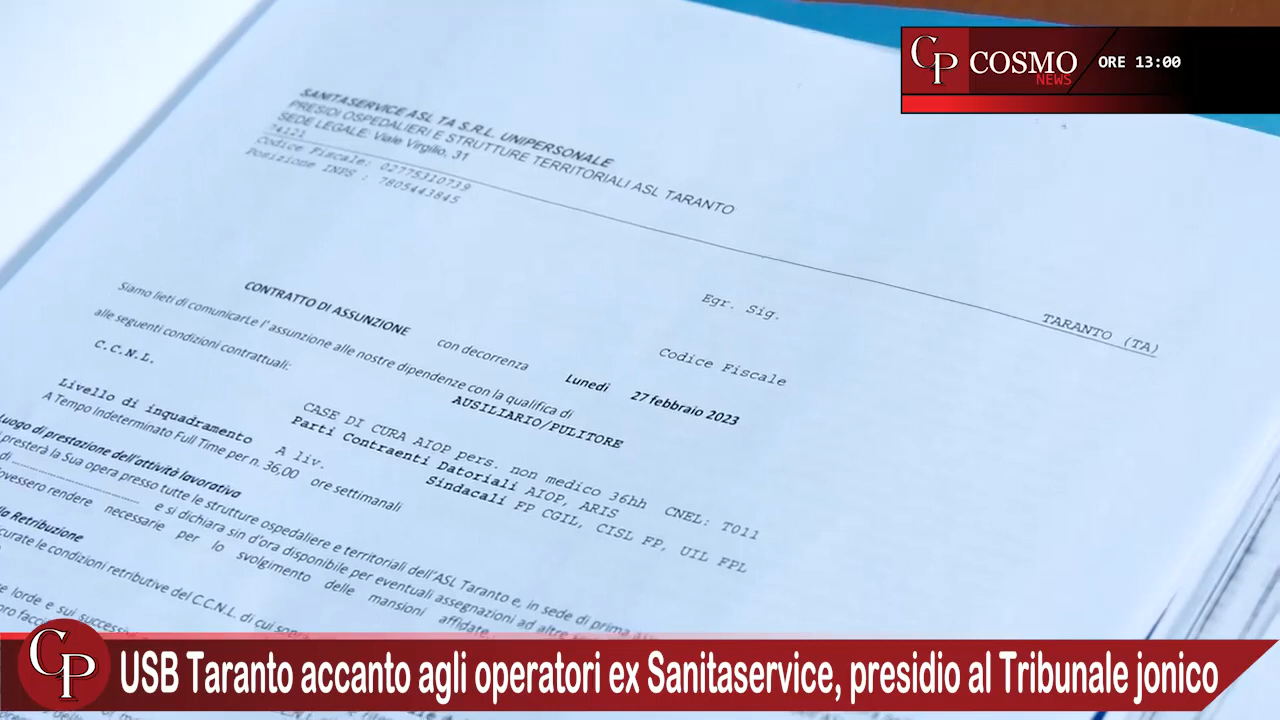 CP COSMO NEWS ORE 13:00
SANITASERVICE ASL TA S.R.L. UNIPERSONALE
PRESIDI OSPEDALIERI E STRUTTURE TERRITORIALI ASL TARANTO
SEDE LEGALE: Viale Virgilio, 31
74121
TARANTO (TA)
Codice Fiscale: 02775310739
Posizione INPS : 7805443845
Egr. Sig.
Codice Fiscale
CONTRATTO DI ASSUNZIONE
con decorrenza Lunedì 27 febbraio 2023
Siamo lieti di comunicarLe l'assunzione alle nostre dipendenze con la qualifica di
AUSILIARIO/PULITORE
alle seguenti condizioni contrattuali:
C.C.N.L.
CASE DI CURA AIOP pers. non medico 36hh CNEL: T011
Parti Contraenti Datoriali AIOP, ARIS
Sindacali FP CGIL, CISL FP, UIL FPL
Livello di inquadramento A liv.
A Tempo Indeterminato Full Time per n. 36,00 ore settimanali
Luogo di prestazione dell'attività lavorativa
presterà la Sua opera presso tutte le strutture ospedaliere e territoriali dell'ASL Taranto e, in sede di prima
di e si dichiara sin d'ora disponibile per eventuali assegnazioni ad altre
dovessero rendere necessarie per lo svolgimento delle mansioni affidate.
Retribuzione
le condizioni retributive del C.C.N.L. di cui sopra
lorde e sui
CP USB Taranto accanto agli operatori ex Sanitaservice, presidio al Tribunale jonico